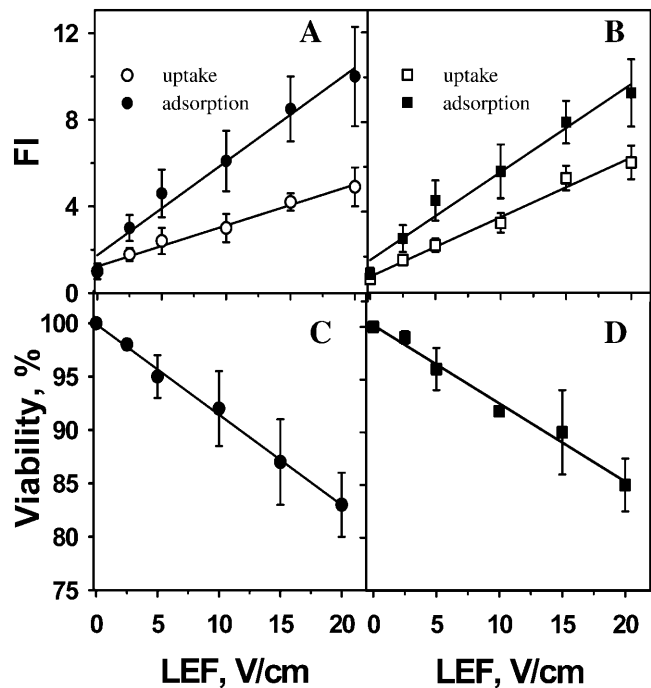 12
8
4
0
FI
A
uptake
adsorption
B
uptake
adsorption
100
95
90
85
80
75
Viability, %
C
D
0 5 10 15 20
0 5 10 15 20
LEF, V/cm
LEF, V/cm